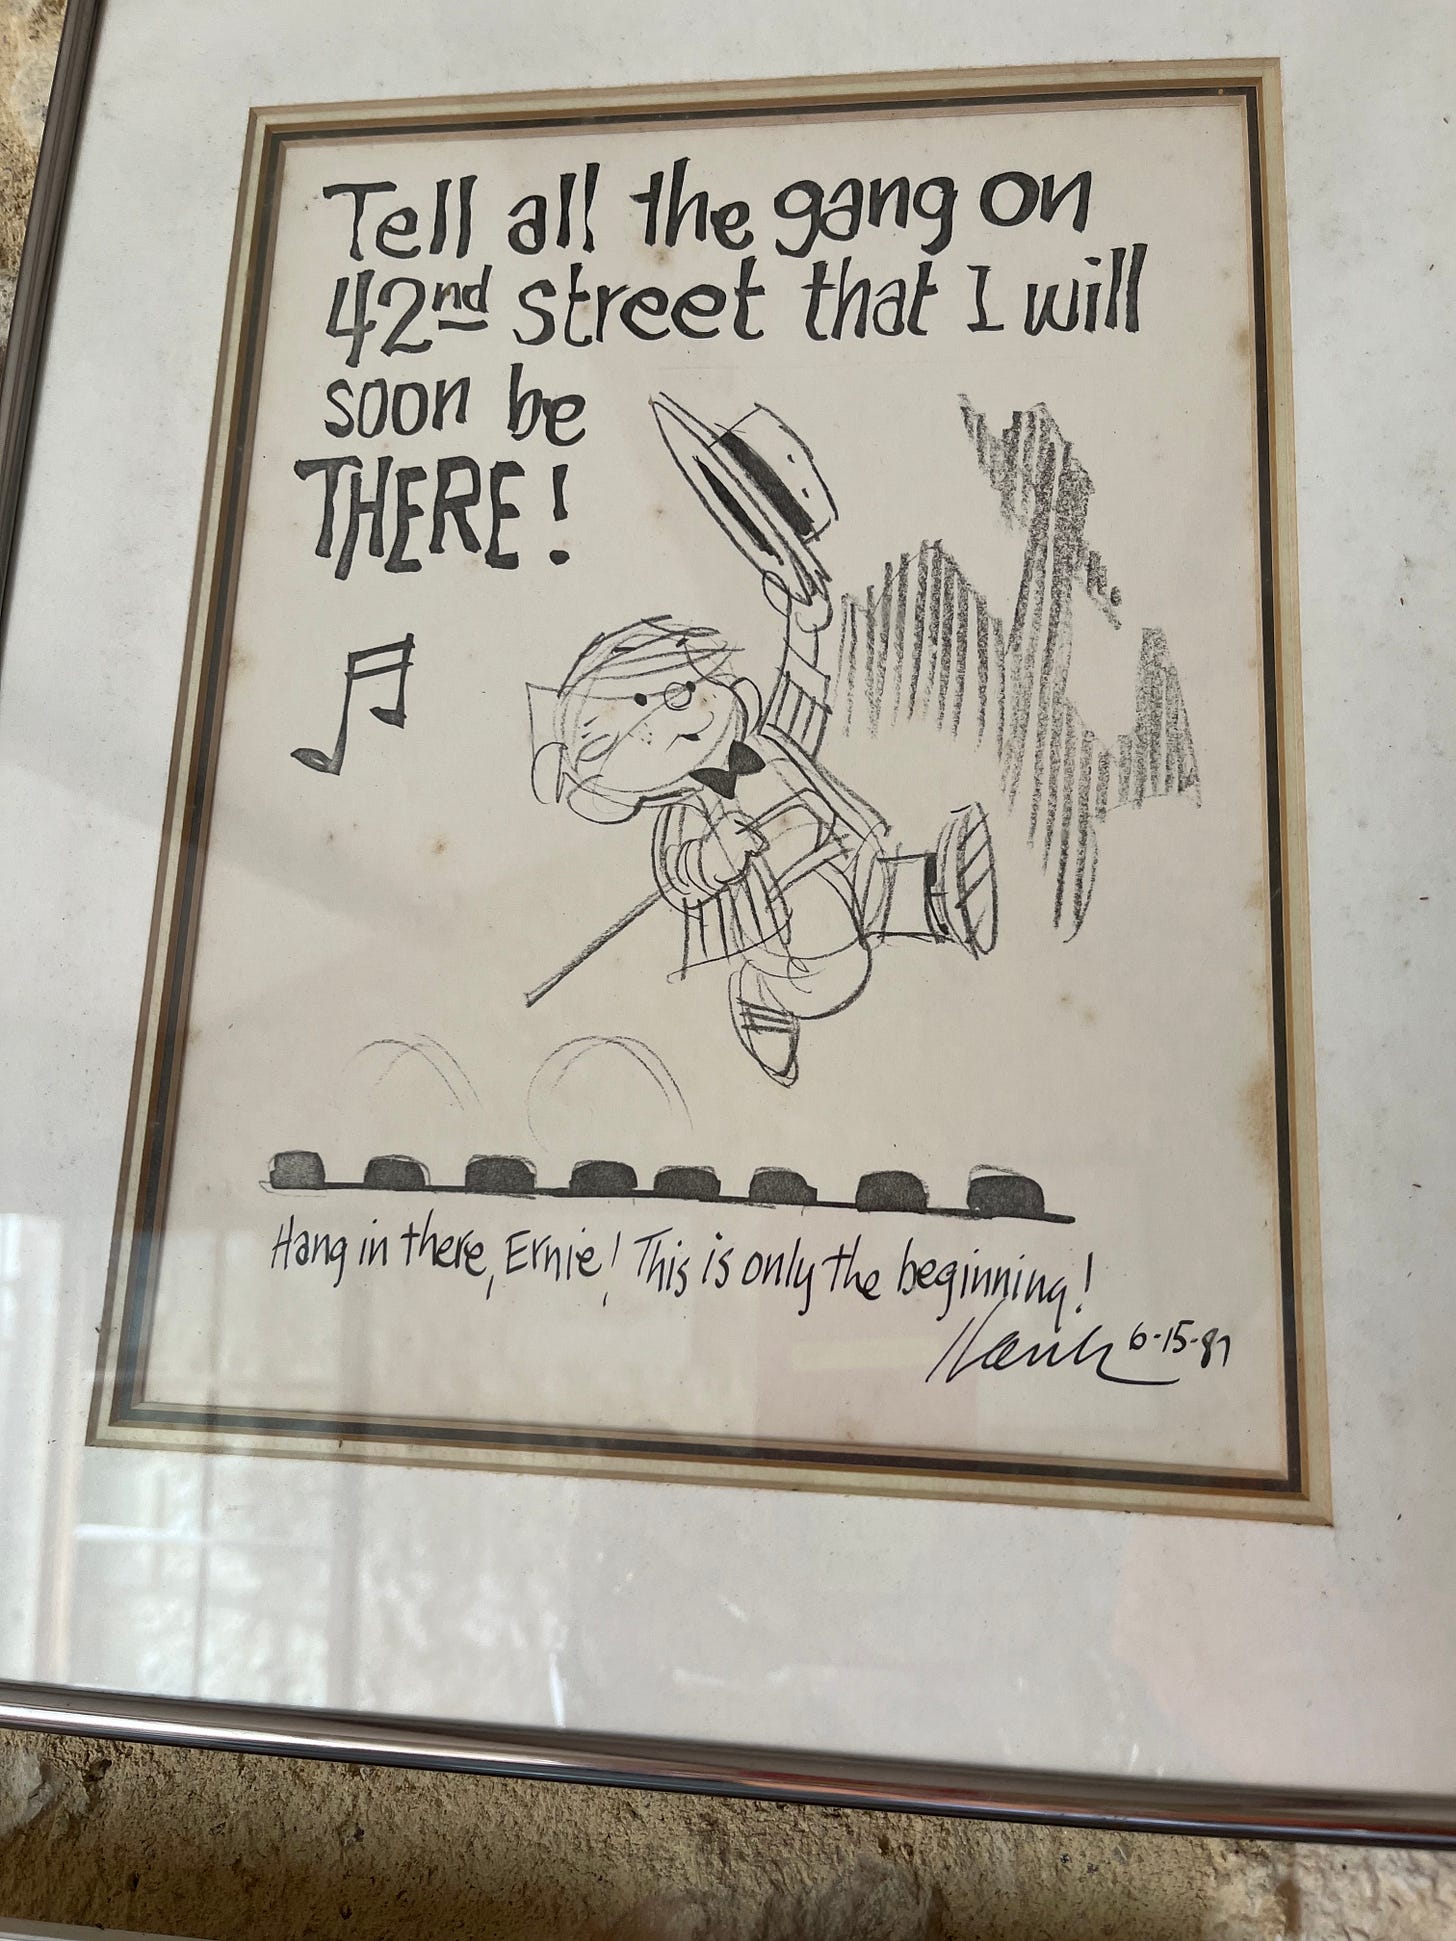 Tell all the gang on
42nd street that I will
soon be
THERE!
Hang in there, Ernie! This is only the beginning!
Hank 6-15-87